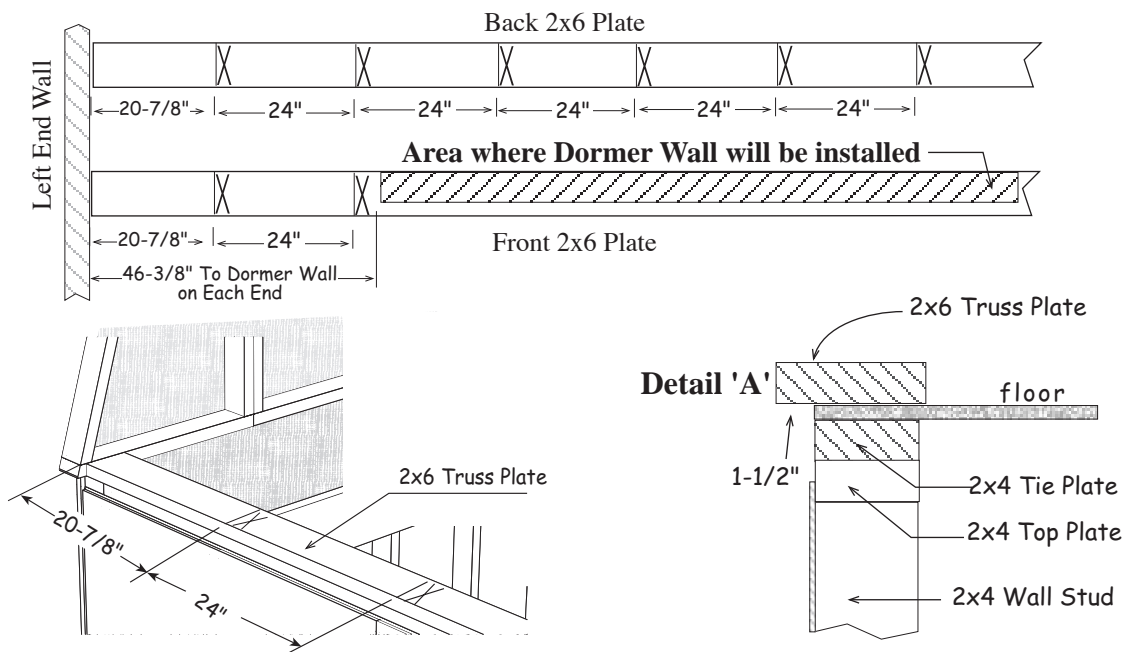 Back 2x6 Plate
Left End Wall
20-7/8" 24" 24" 24" 24" 24"
Area where Dormer Wall will be installed
20-7/8" 24"
Front 2x6 Plate
46-3/8" To Dormer Wall
on Each End
2x6 Truss Plate
Detail 'A'
floor
1-1/2"
2x4 Tie Plate
2x4 Top Plate
2x4 Wall Stud
2x6 Truss Plate
20-7/8"
24"